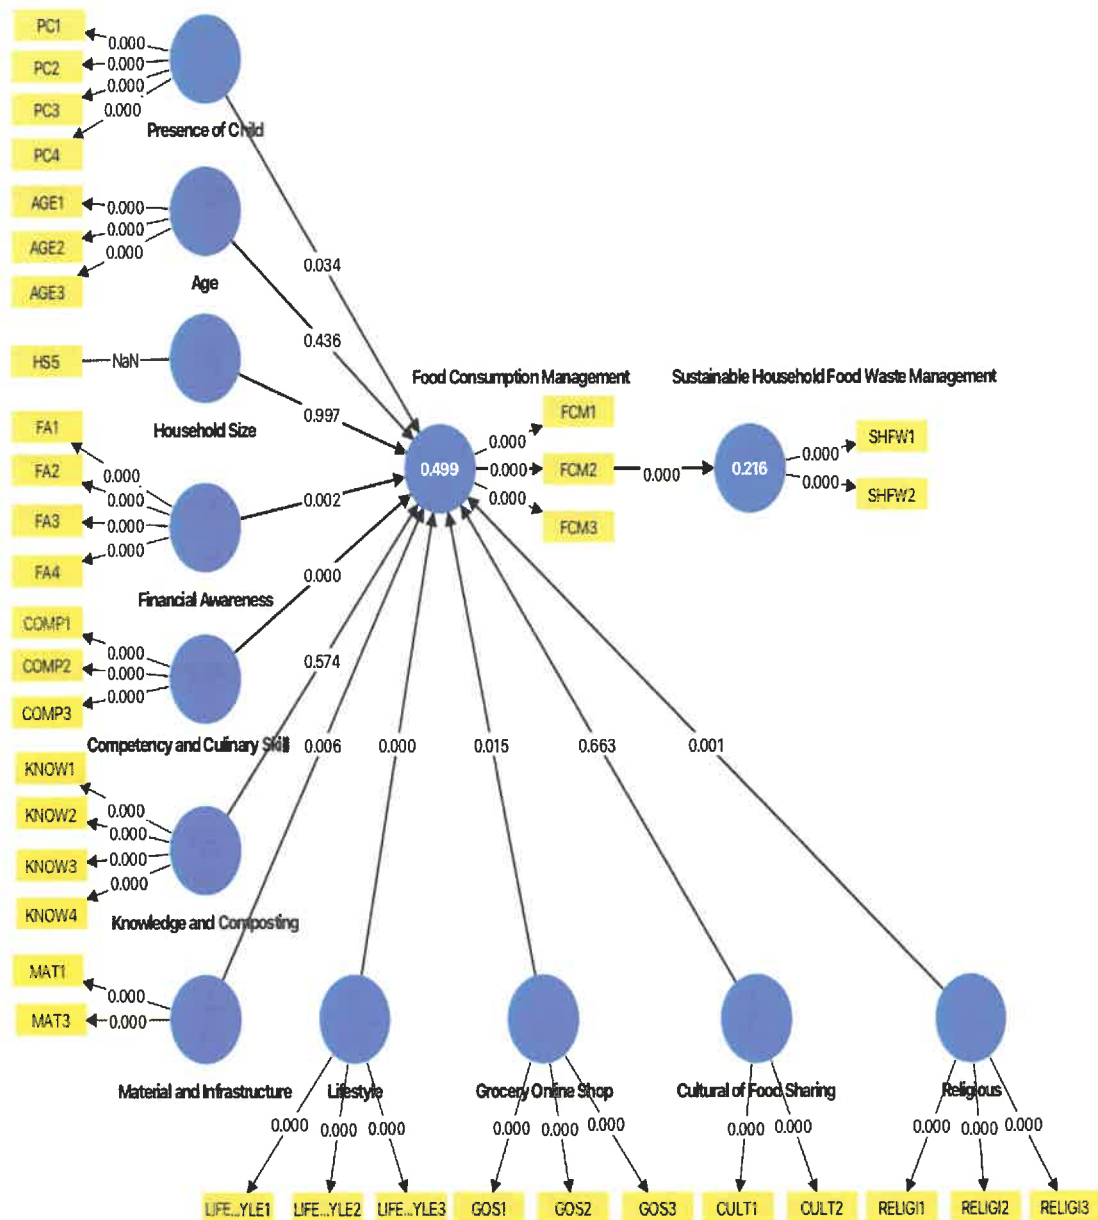 PC1
0.000
PC2
0.000
0.000
PC3
0.000
PC4
Presence of Child
AGE1
0.000
0.000
AGE2
0.000
AGE3
Age
0.034
0.436
HS5
NaN
Household Size
0.997
Food Consumption Management
Sustainable Household Food Waste Management
FA1
0.000
FA2
0.000
FA3
0.000
FA4
0.000
Financial Awareness
0.002
0.499
0.000
FCM1
0.000
FCM2
0.000
FCM3
0.000
0.216
0.000
SHFW1
0.000
SHFW2
COMP1
0.000
COMP2
0.000
COMP3
0.000
Competency and Culinary Skill
0.000
KNOW1
0.000
KNOW2
0.000
KNOW3
0.000
KNOW4
0.000
Knowledge and Composting
0.574
0.006
0.000
0.015
0.663
0.001
MAT1
0.000
MAT3
0.000
Material and Infrastructure
Lifestyle
Grocery Online Shop
Cultural of Food Sharing
Religious
0.000
0.000
0.000
0.000
0.000
0.000
0.000
0.000
0.000
0.000
0.000
LIFE...YLE1
LIFE...YLE2
LIFE...YLE3
GOS1
GOS2
GOS3
CULT1
CULT2
RELIGI1
RELIGI2
RELIGI3